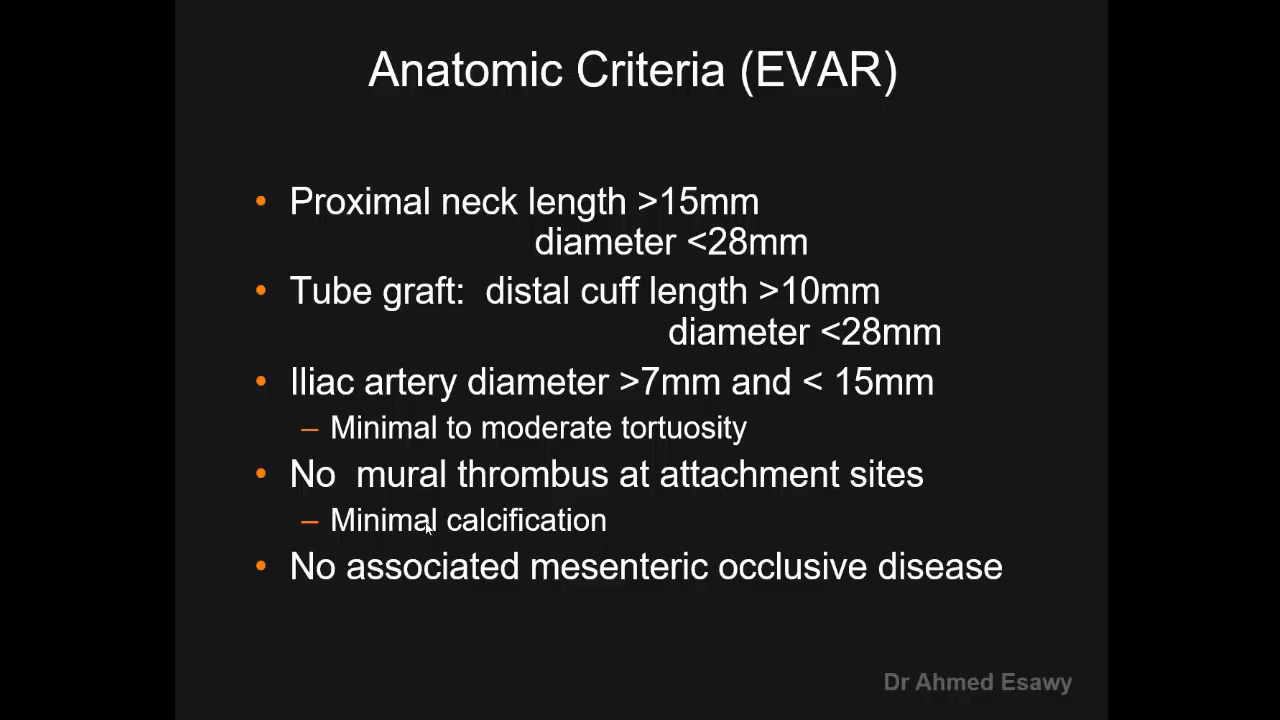 Anatomic Criteria (EVAR)
• Proximal neck length >15mm
diameter <28mm
• Tube graft: distal cuff length >10mm
diameter <28mm
• Iliac artery diameter >7mm and < 15mm
– Minimal to moderate tortuosity
• No mural thrombus at attachment sites
– Minimal calcification
• No associated mesenteric occlusive disease
Dr Ahmed Esawy